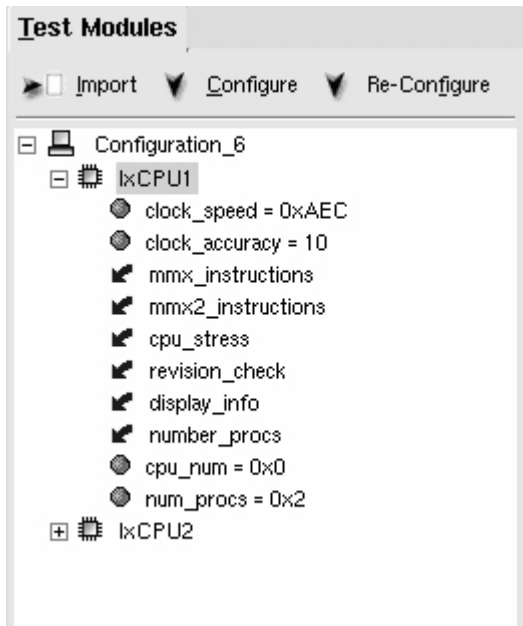 Test Modules
Import Configure Re-Configure
Configuration_6
lxCPU1
clock_speed = 0xAEC
clock_accuracy = 10
mmx_instructions
mmx2_instructions
cpu_stress
revision_check
display_info
number_procs
cpu_num = 0x0
num_procs = 0x2
lxCPU2